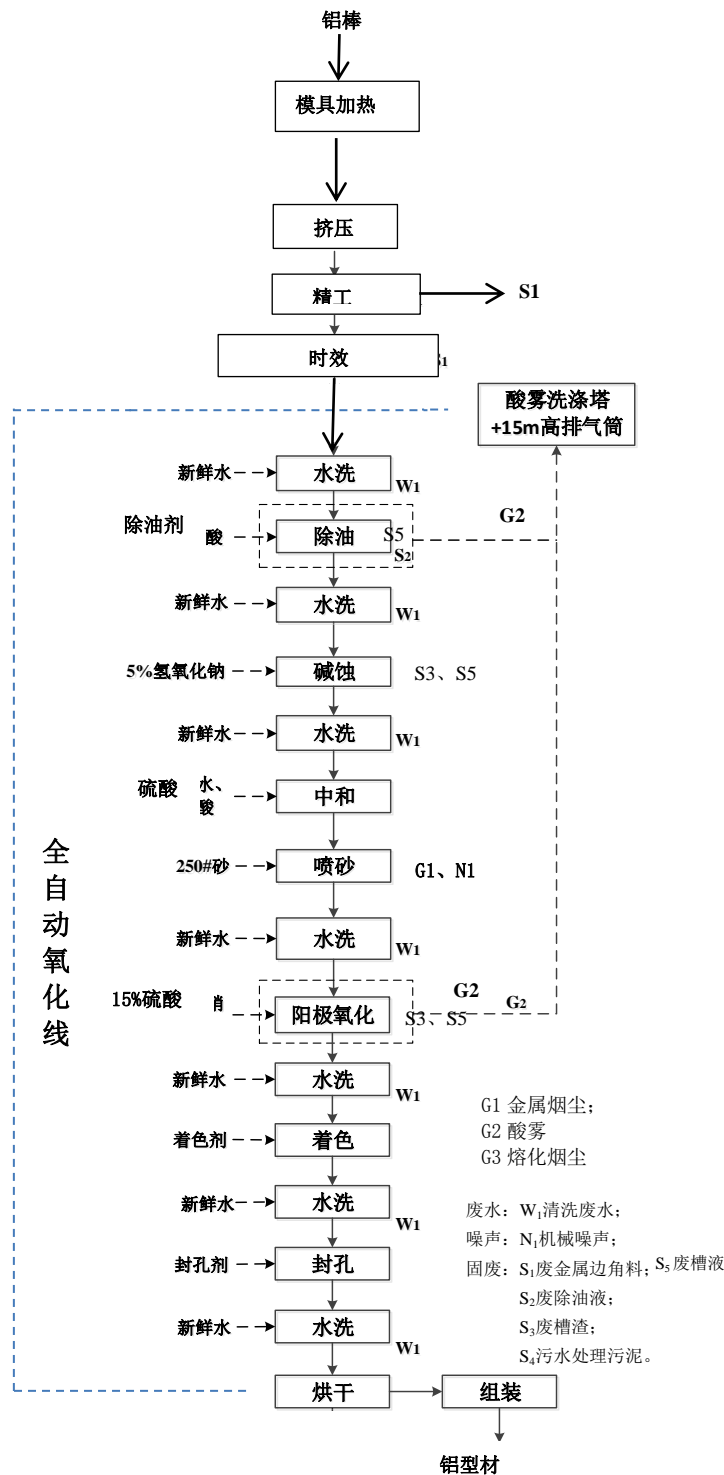 铝棒
模具加热
挤压
精工
S1
时效
酸雾洗涤塔
+15m高排气筒
新鲜水
水洗
W1
G2
除油剂
酸
除油
S5
S2
新鲜水
水洗
W1
5%氢氧化钠
碱蚀
S3、S5
新鲜水
水洗
W1
硫酸
水、
中和
250#砂
喷砂
G1、N1
新鲜水
水洗
W1
全自动氧化线
15%硫酸
阳极氧化
G2
G2
S3、S5
新鲜水
水洗
W1
着色剂
着色
新鲜水
水洗
W1
封孔剂
封孔
新鲜水
水洗
W1
烘干
组装
铝型材
G1 金属烟尘；
G2 酸雾
G3 熔化烟尘
废水：W1清洗废水；
噪声：N1机械噪声；
固废：S1废金属边角料；S5废槽液
S2废除油液；
S3废槽渣；
S4污水处理污泥。